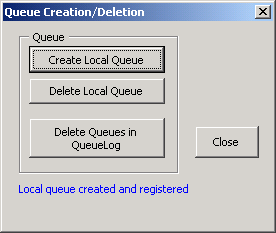 Queue Creation/Deletion
Queue
Create Local Queue
Delete Local Queue
Delete Queues in
QueueLog
Close
Local queue created and registered